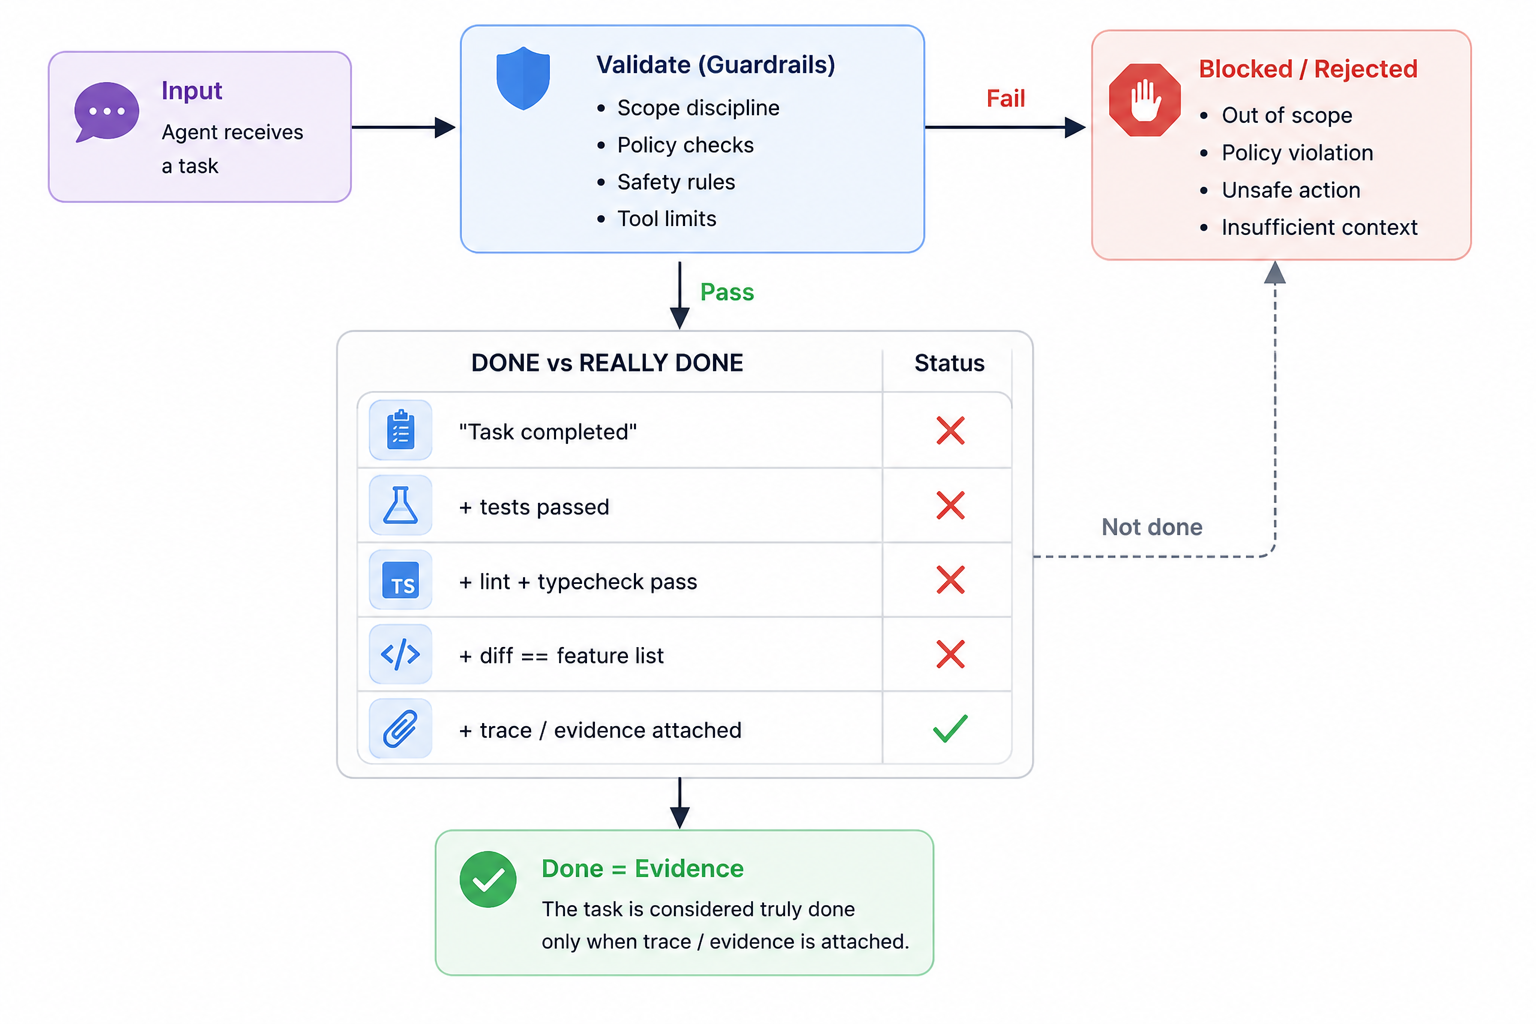 Input
Agent receives
a task
Validate (Guardrails)
• Scope discipline
• Policy checks
• Safety rules
• Tool limits
Fail
Blocked / Rejected
• Out of scope
• Policy violation
• Unsafe action
• Insufficient context
Pass
DONE vs REALLY DONE
Status
"Task completed"
+ tests passed
TS
+ lint + typecheck pass
+ diff == feature list
+ trace / evidence attached
Not done
Done = Evidence
The task is considered truly done
only when trace / evidence is attached.